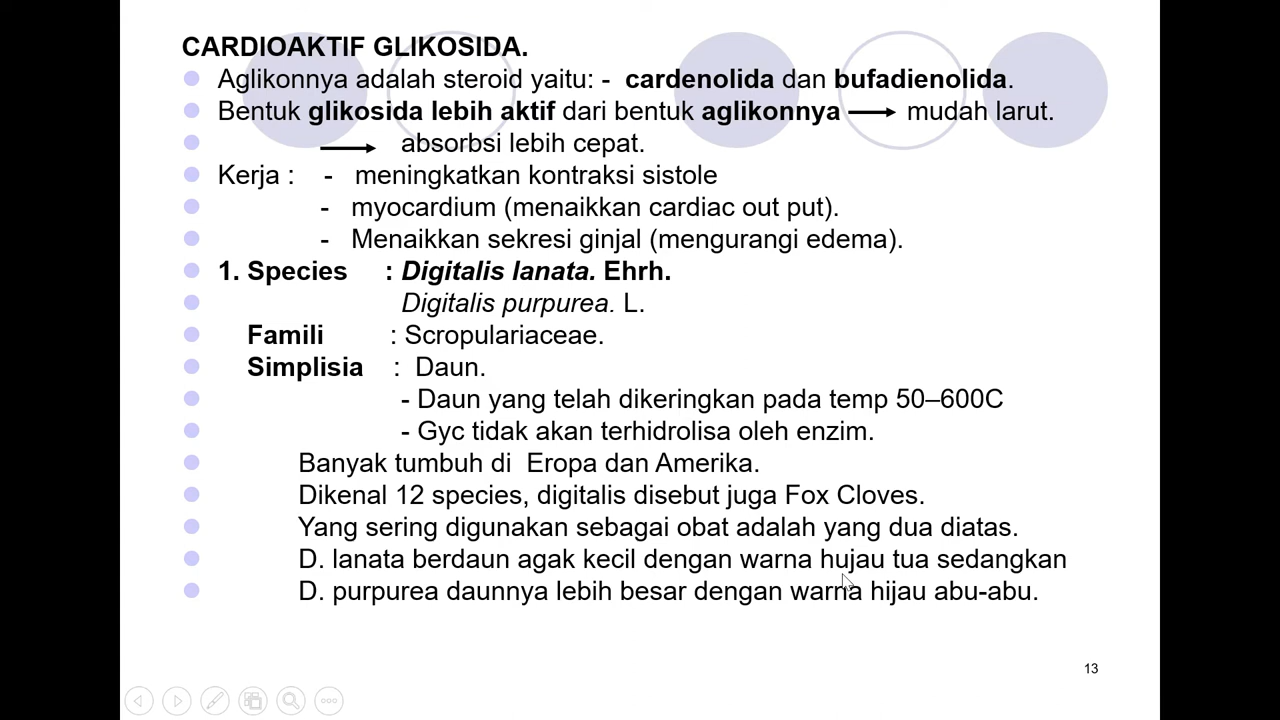 CARDIOAKTIF GLIKOSIDA.
Aglikonnya adalah steroid yaitu: - cardenolida dan bufadienolida.
Bentuk glikosida lebih aktif dari bentuk aglikonnya → mudah larut.
→ absorbsi lebih cepat.
Kerja : - meningkatkan kontraksi sistole
- myocardium (menaikkan cardiac out put).
- Menaikkan sekresi ginjal (mengurangi edema).
1. Species : Digitalis lanata. Ehrh.
Digitalis purpurea. L.
Famili : Scropulariaceae.
Simplisia : Daun.
- Daun yang telah dikeringkan pada temp 50–600C
- Gyc tidak akan terhidrolisa oleh enzim.
Banyak tumbuh di Eropa dan Amerika.
Dikenal 12 species, digitalis disebut juga Fox Cloves.
Yang sering digunakan sebagai obat adalah yang dua diatas.
D. lanata berdaun agak kecil dengan warna hujau tua sedangkan
D. purpurea daunnya lebih besar dengan warna hijau abu-abu.
13